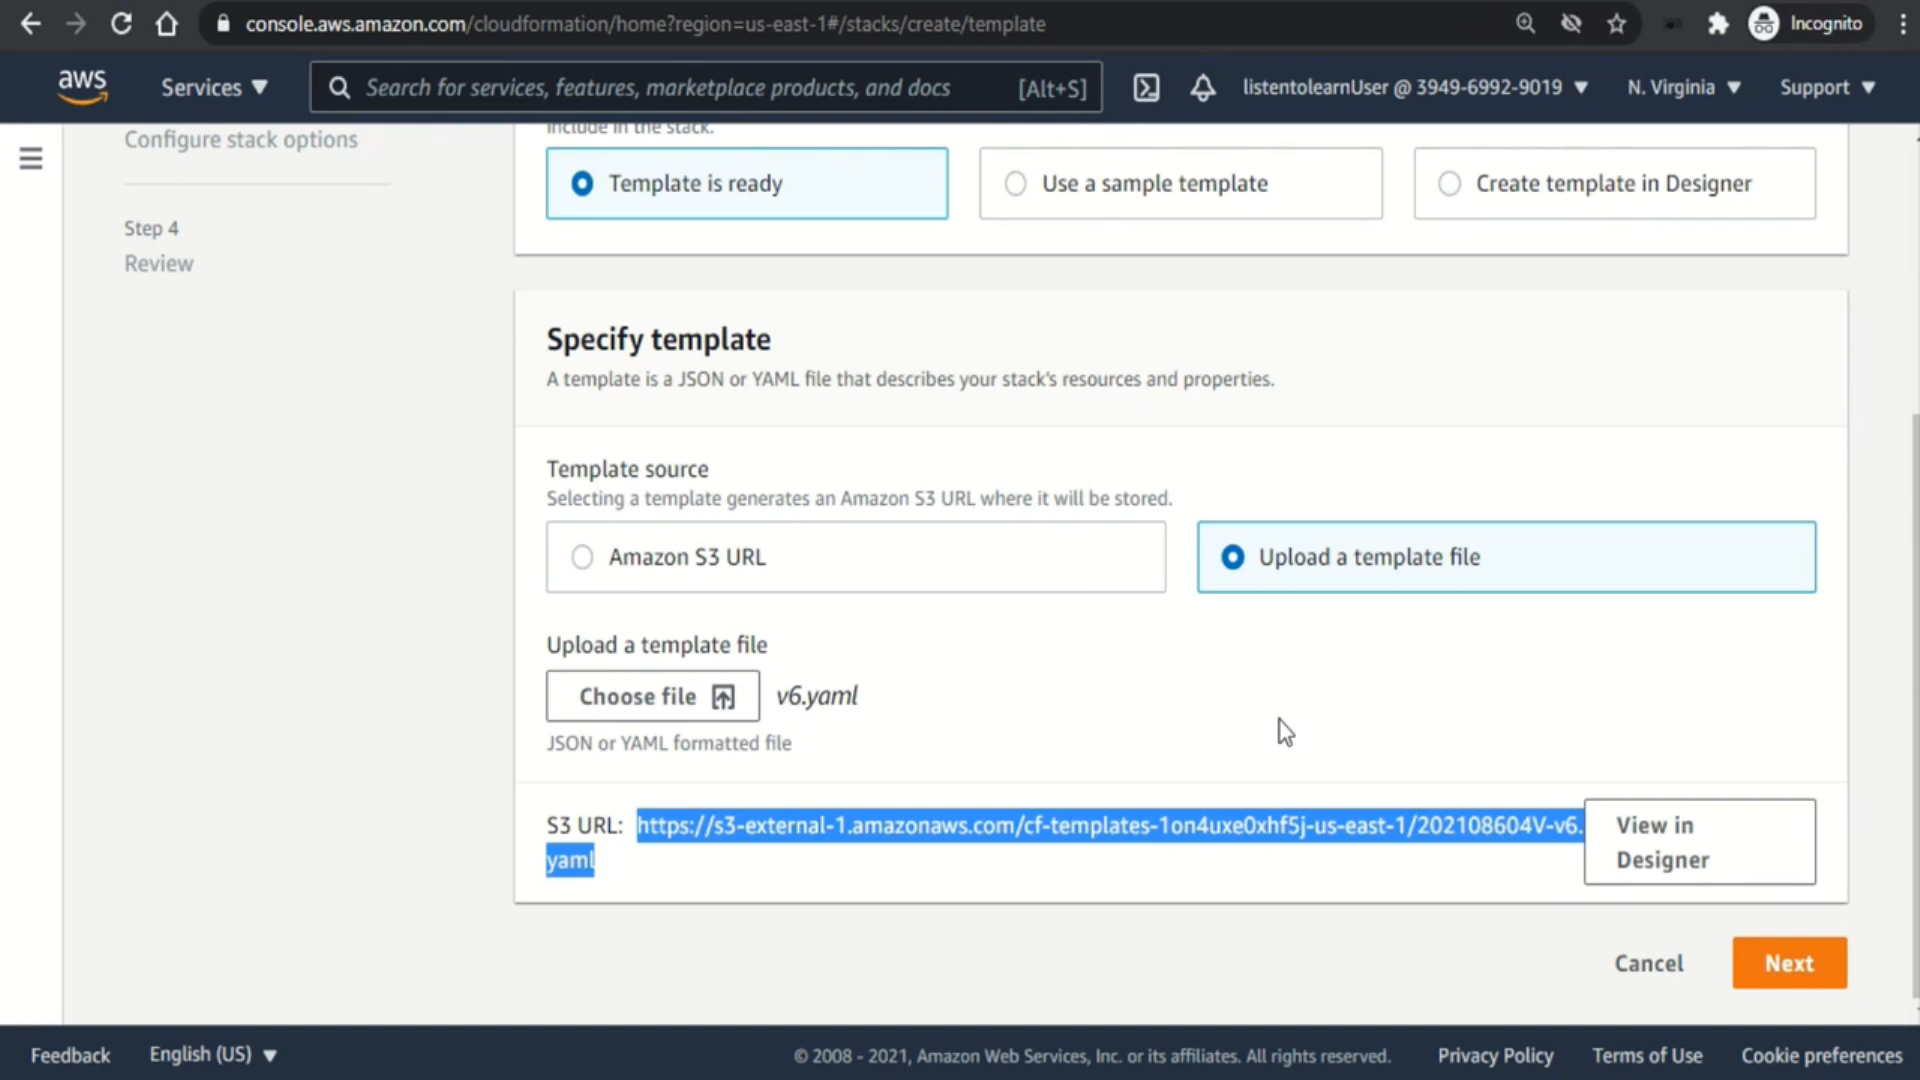 console.aws.amazon.com/cloudformation/home?region=us-east-1#/stacks/create/template
Incognito
aws
Services ▼
Search for services, features, marketplace products, and docs
[Alt+S]
listentolearnUser @ 3949-6992-9019 ▼
N. Virginia ▼
Support ▼
Configure stack options
Step 4
Review
include in the stack.
Template is ready
Use a sample template
Create template in Designer
Specify template
A template is a JSON or YAML file that describes your stack's resources and properties.
Template source
Selecting a template generates an Amazon S3 URL where it will be stored.
Amazon S3 URL
Upload a template file
Upload a template file
Choose file
v6.yaml
JSON or YAML formatted file
S3 URL: https://s3-external-1.amazonaws.com/cf-templates-1on4uxe0xhf5j-us-east-1/202108604V-v6.
yaml
View in
Designer
Cancel
Next
Feedback
English (US) ▼
© 2008 - 2021, Amazon Web Services, Inc. or its affiliates. All rights reserved.
Privacy Policy
Terms of Use
Cookie preferences